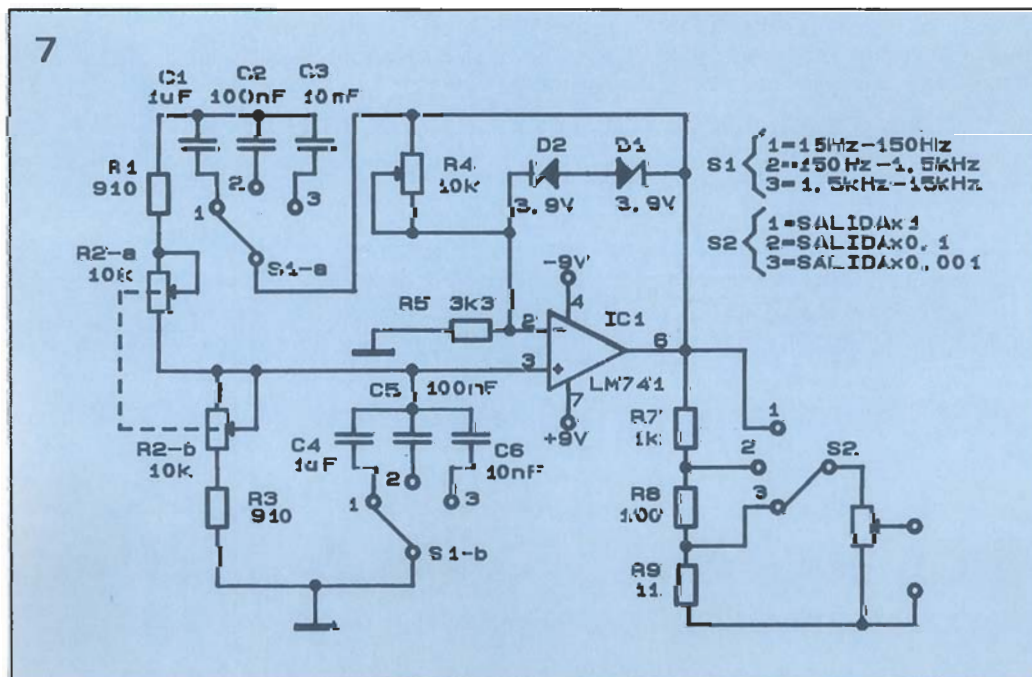 7
C1
1uF
C2
100nF
C3
10nF
R1
910
R2-a
10k
1
2
3
S1-a
R4
10k
D2
D1
3.9V
3.9V
S1
1=15Hz-150Hz
2=150Hz-1.5kHz
3=1.5kHz-15kHz
S2
1=SALIDAx1
2=SALIDAx0.1
3=SALIDAx0.001
R5
3k3
-9V
4
2
-
IC1
3
+
6
LM741
7
+9V
C5
100nF
R2-b
10k
C4
1uF
C6
10nF
R3
910
1
2
3
S1-b
R7
1k
1
2
3
S2
R8
100
R9
11